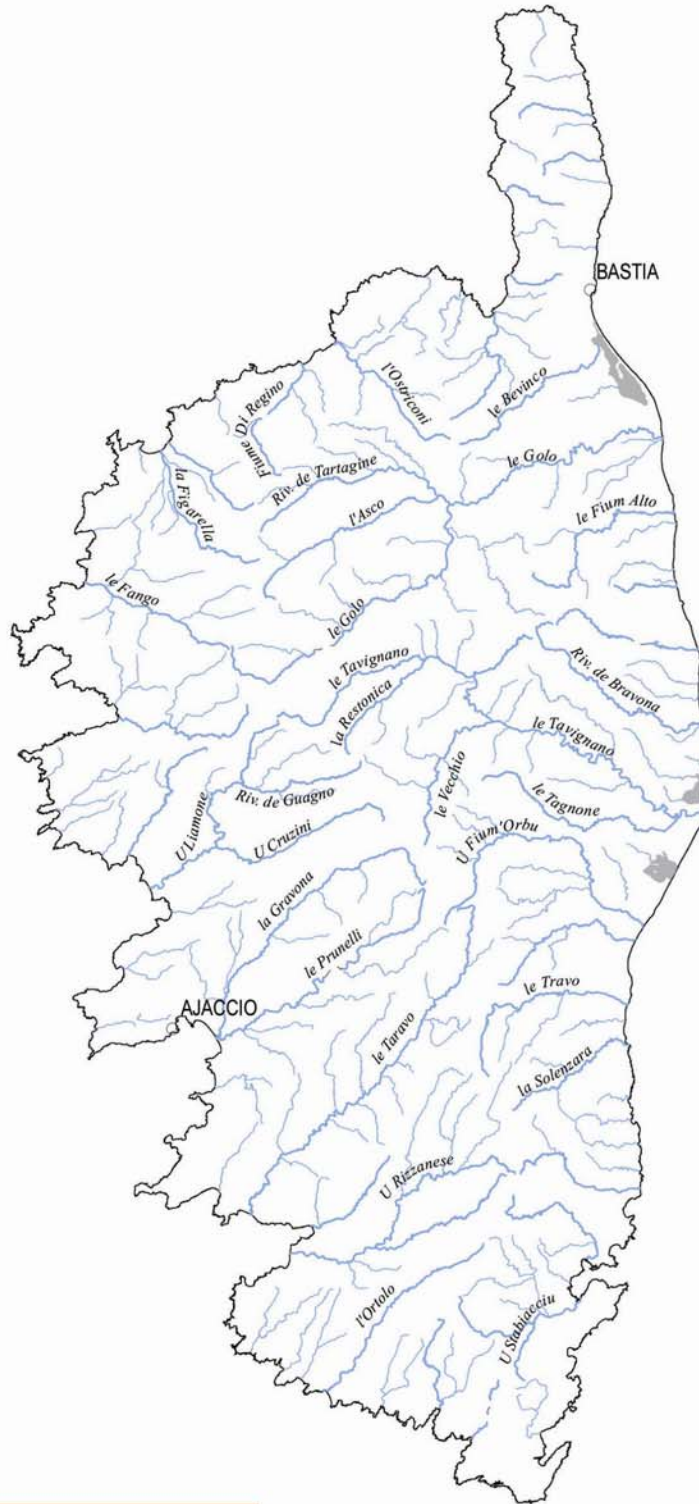 BASTIA
l'Ostriconi
Fiume Di Regino
le Bevinco
le Golo
Riv. de Tartagine
la Figarella
l'Asco
le Fium Alto
le Fango
le Golo
le Tavignano
Riv. de Bravona
la Restonica
le Tavignano
le Vecchio
Riv. de Guagno
le Tagnone
U Liamone
U Cruzini
U Fium'Orbu
la Gravona
le Prunelli
le Travo
AJACCIO
le Taravo
la Solenzara
U Rizzanese
l'Ortolo
U Stabiacciu